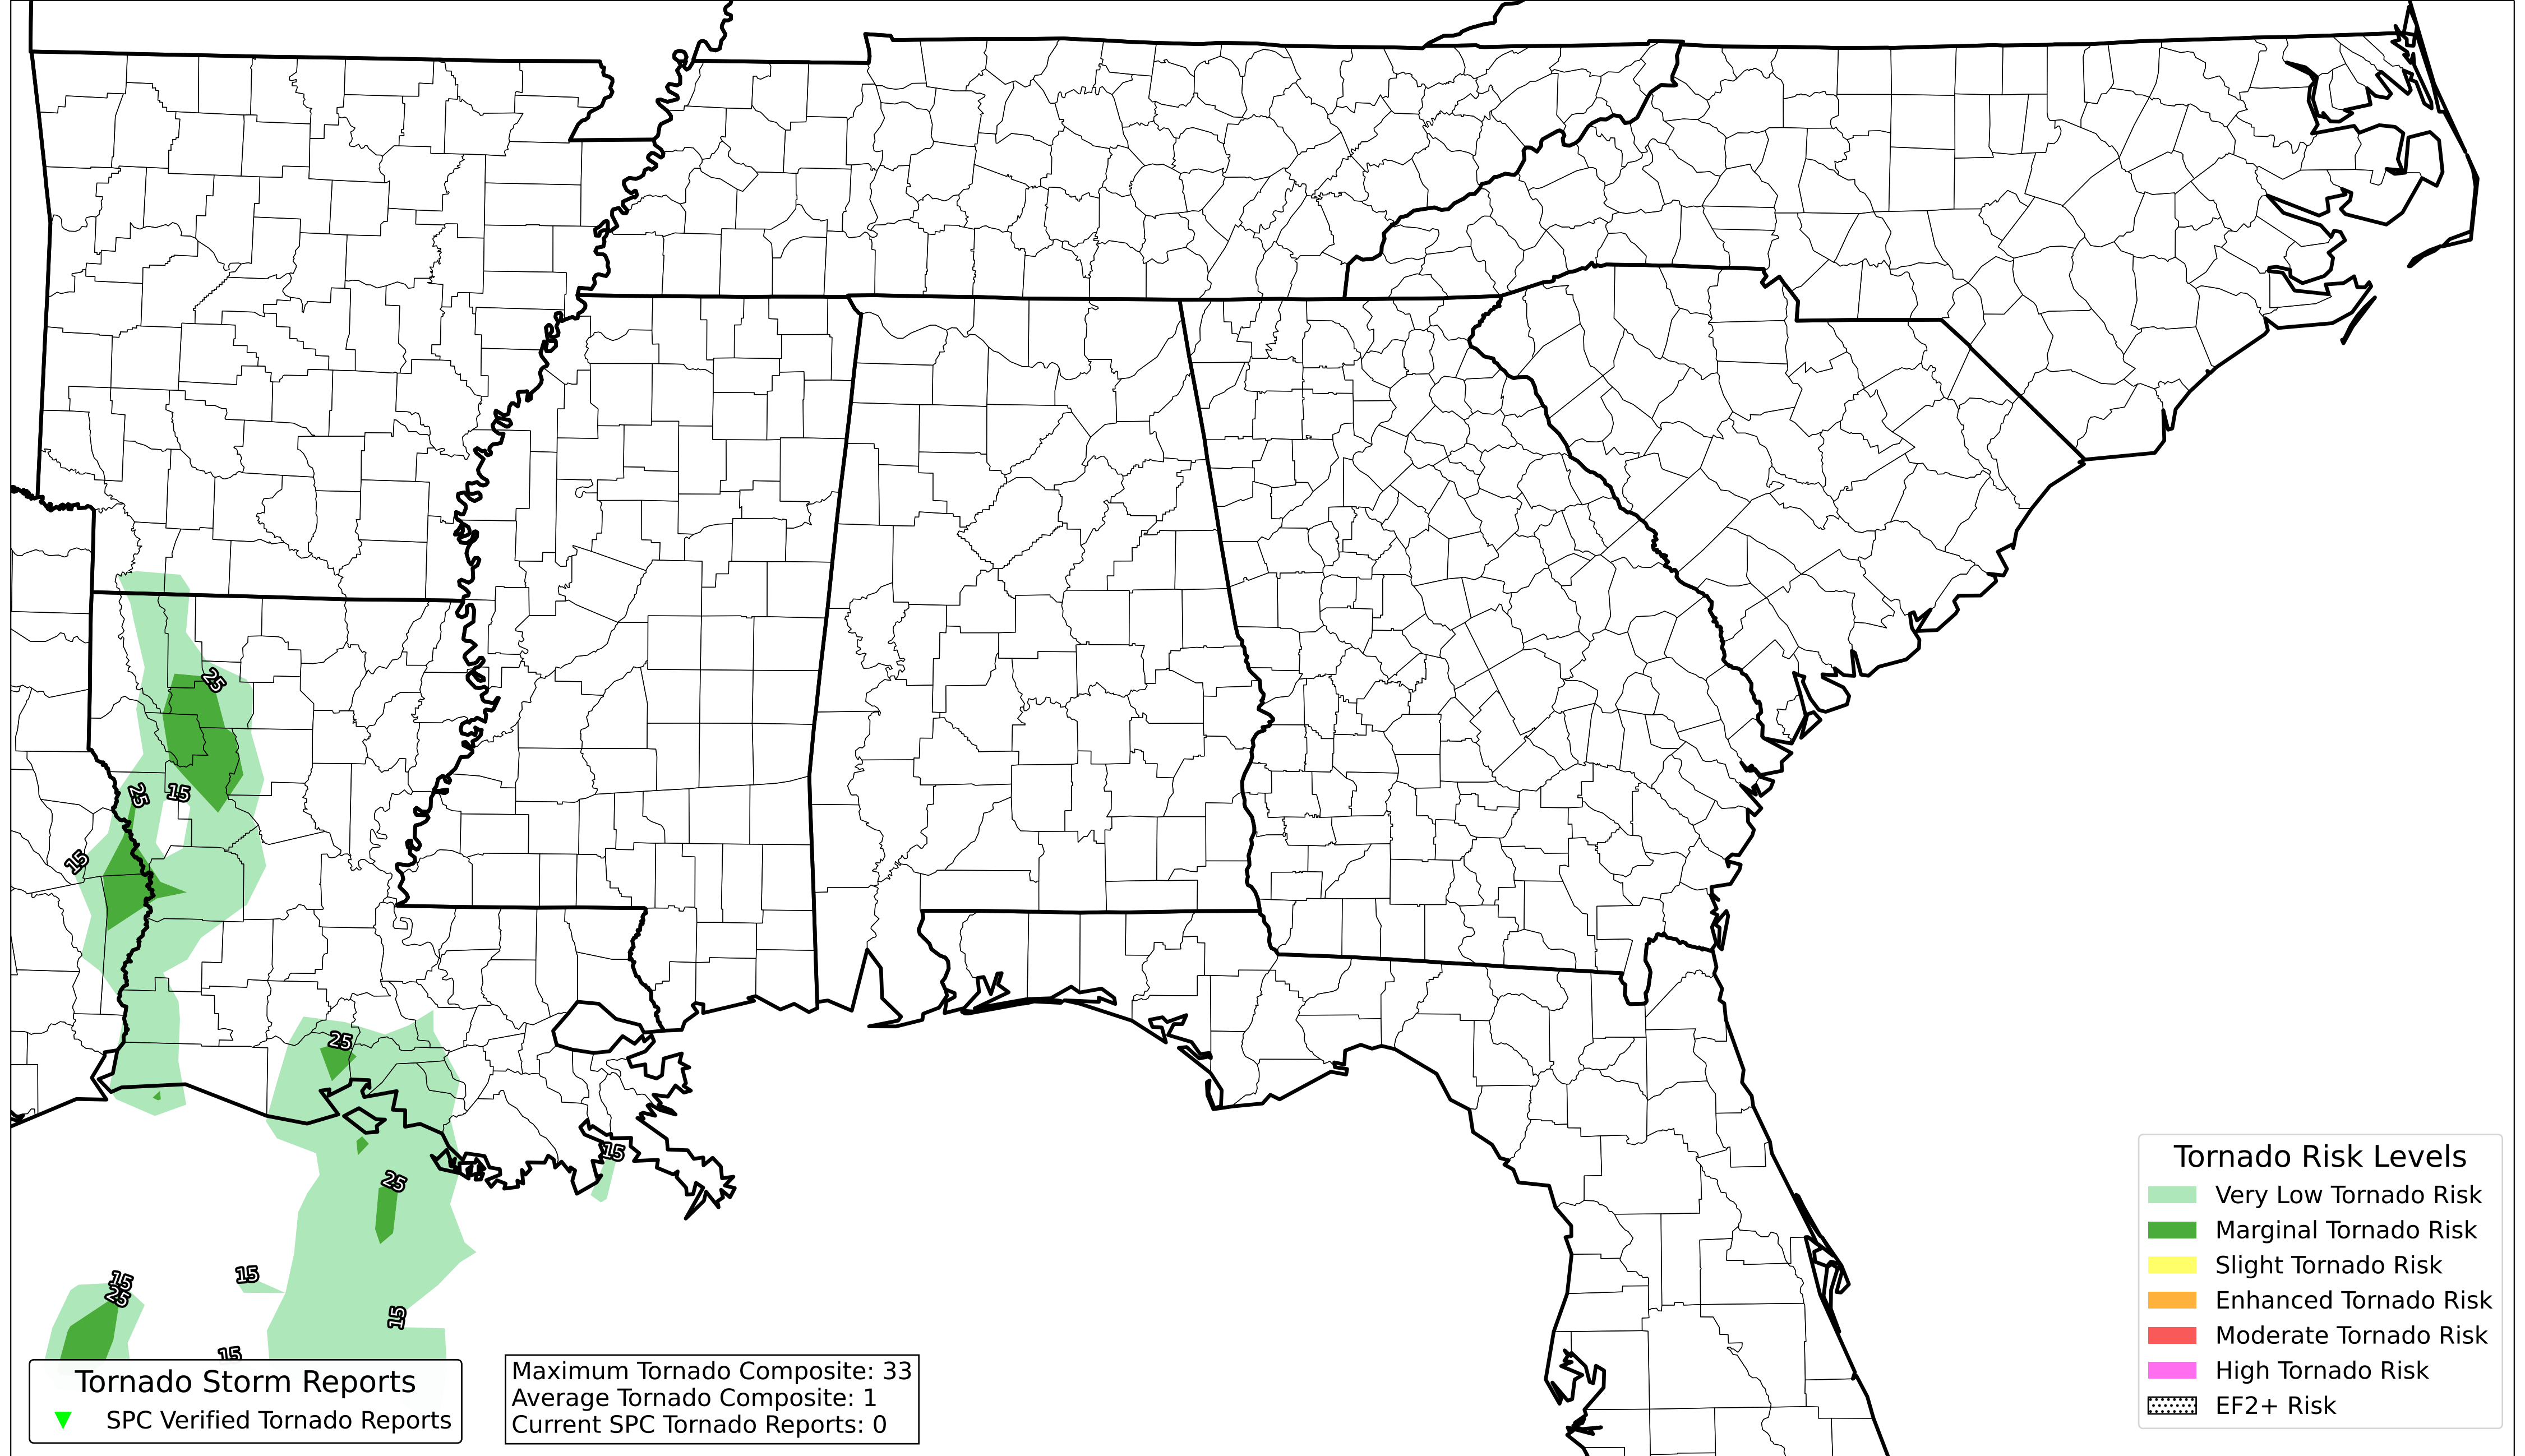 25
25
15
15
25
15
25
15
15
25
15
15
Tornado Storm Reports
SPC Verified Tornado Reports
Maximum Tornado Composite: 33
Average Tornado Composite: 1
Current SPC Tornado Reports: 0
Tornado Risk Levels
Very Low Tornado Risk
Marginal Tornado Risk
Slight Tornado Risk
Enhanced Tornado Risk
Moderate Tornado Risk
High Tornado Risk
EF2+ Risk